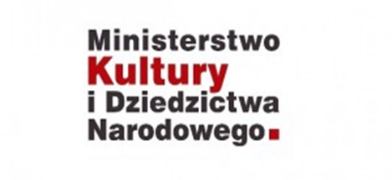 Ministerstwo
Kultury
i Dziedzictwa
Narodowego.